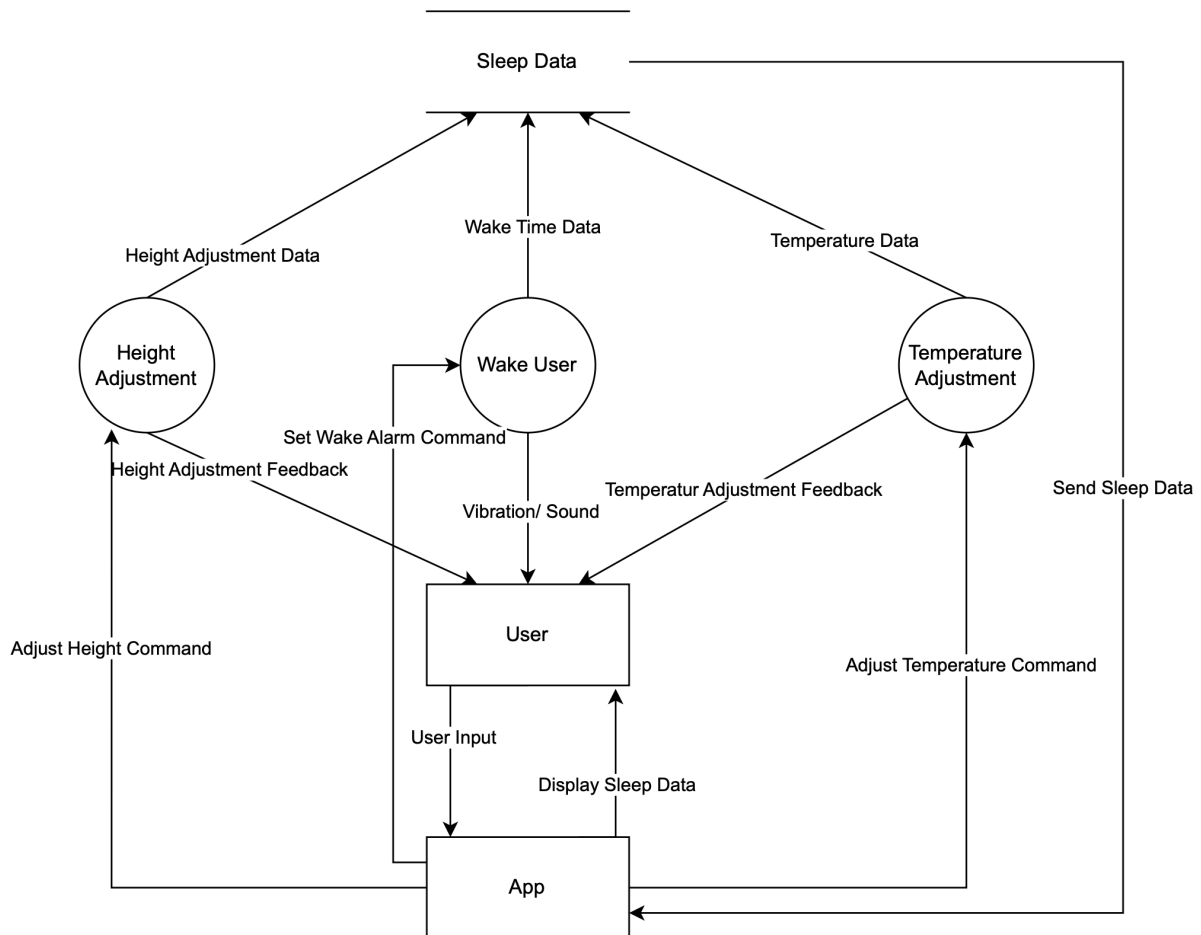 Sleep Data
Wake Time Data
Temperature Data
Height Adjustment Data
Height
Adjustment
Wake User
Temperature
Adjustment
Set Wake Alarm Command
Height Adjustment Feedback
Temperatur Adjustment Feedback
Send Sleep Data
Vibration/ Sound
User
Adjust Height Command
Adjust Temperature Command
User Input
Display Sleep Data
App